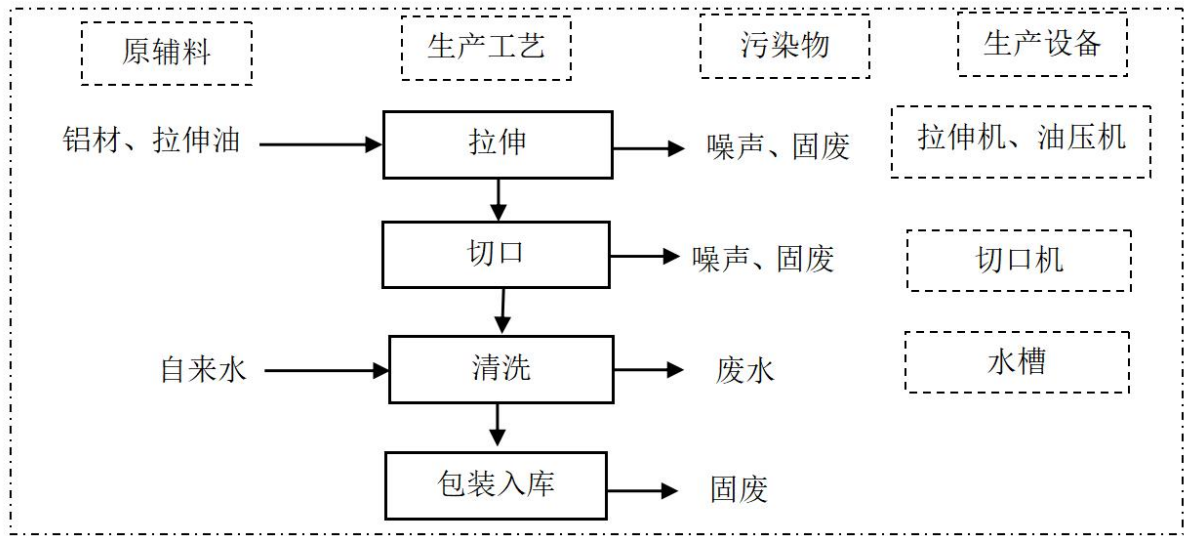 原辅料 生产工艺 污染物 生产设备
铝材、拉伸油 拉伸 噪声、固废 拉伸机、油压机
切口 噪声、固废 切口机
自来水 清洗 废水 水槽
包装入库 固废